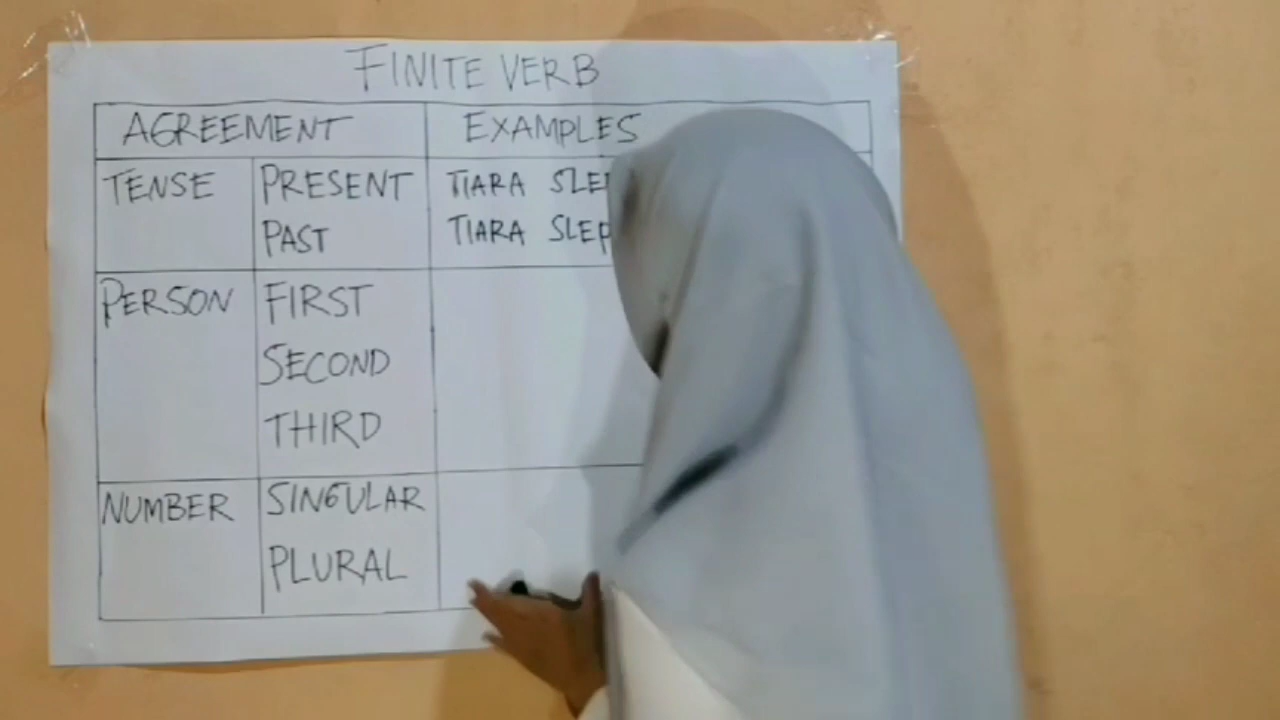 FINITE VERB
AGREEMENT EXAMPLES
TENSE PRESENT TIARA
PAST TIARA
PERSON FIRST
SECOND
THIRD
NUMBER SINGULAR
PLURAL